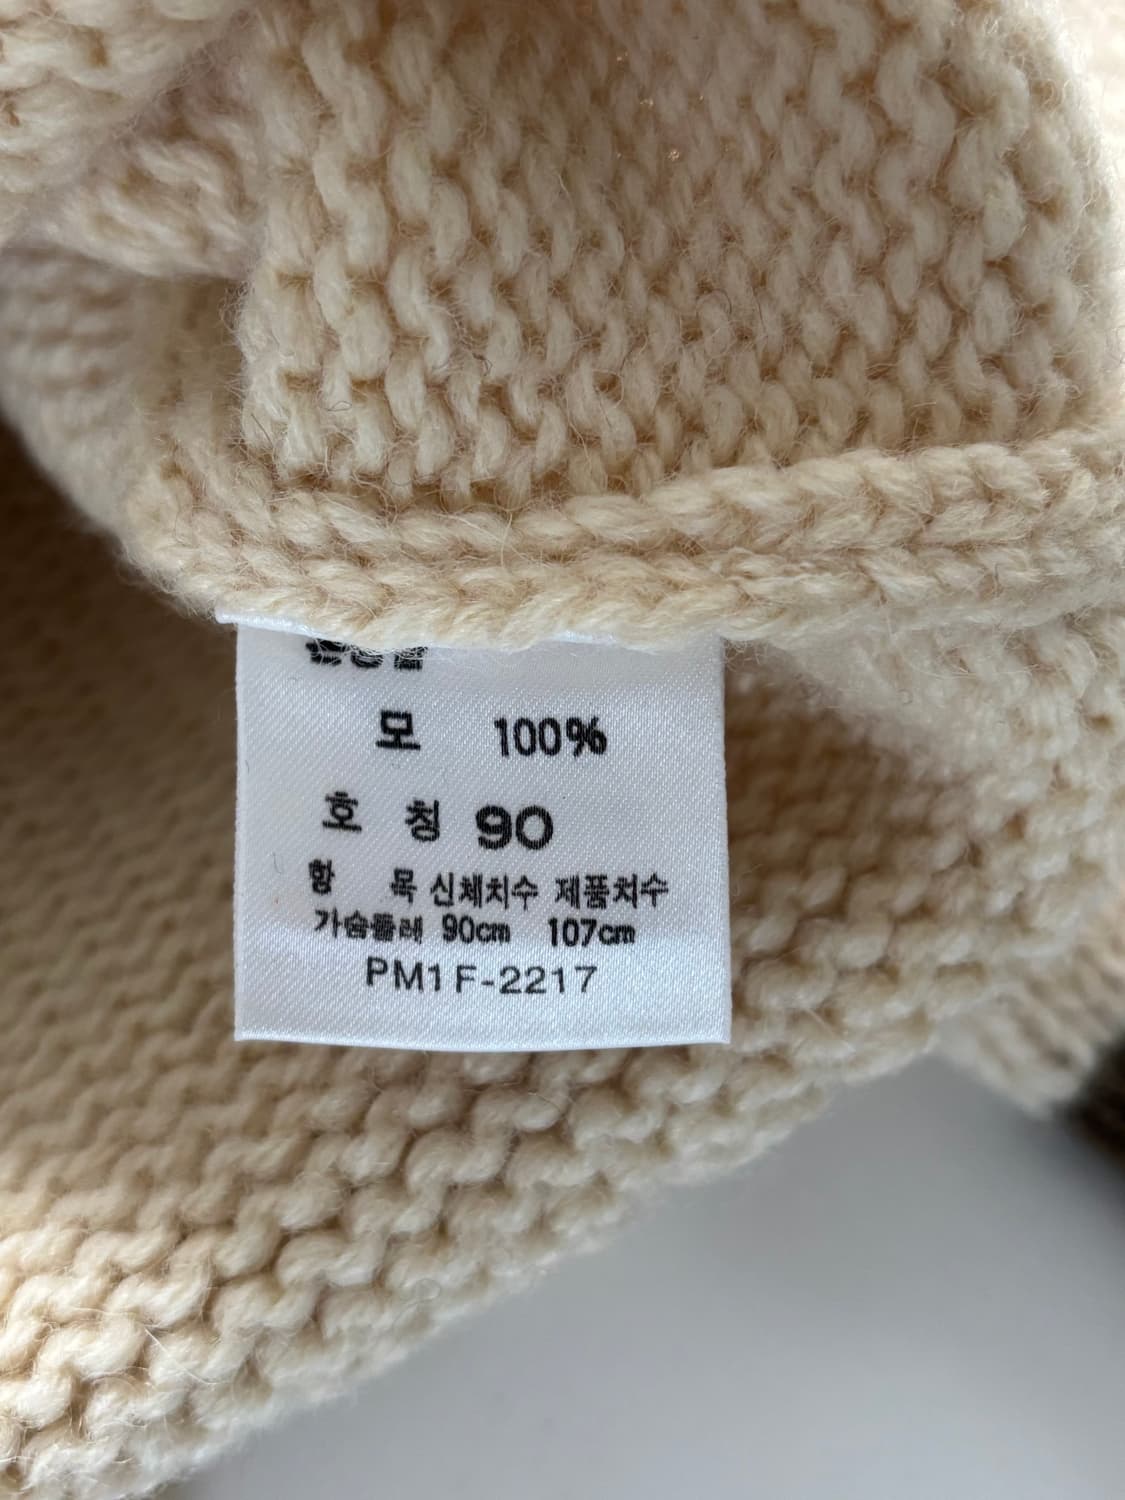 모 100%
호 칭 90
항 목 신체치수 제품치수
가슴둘레 90cm 107cm
PM1F-2217